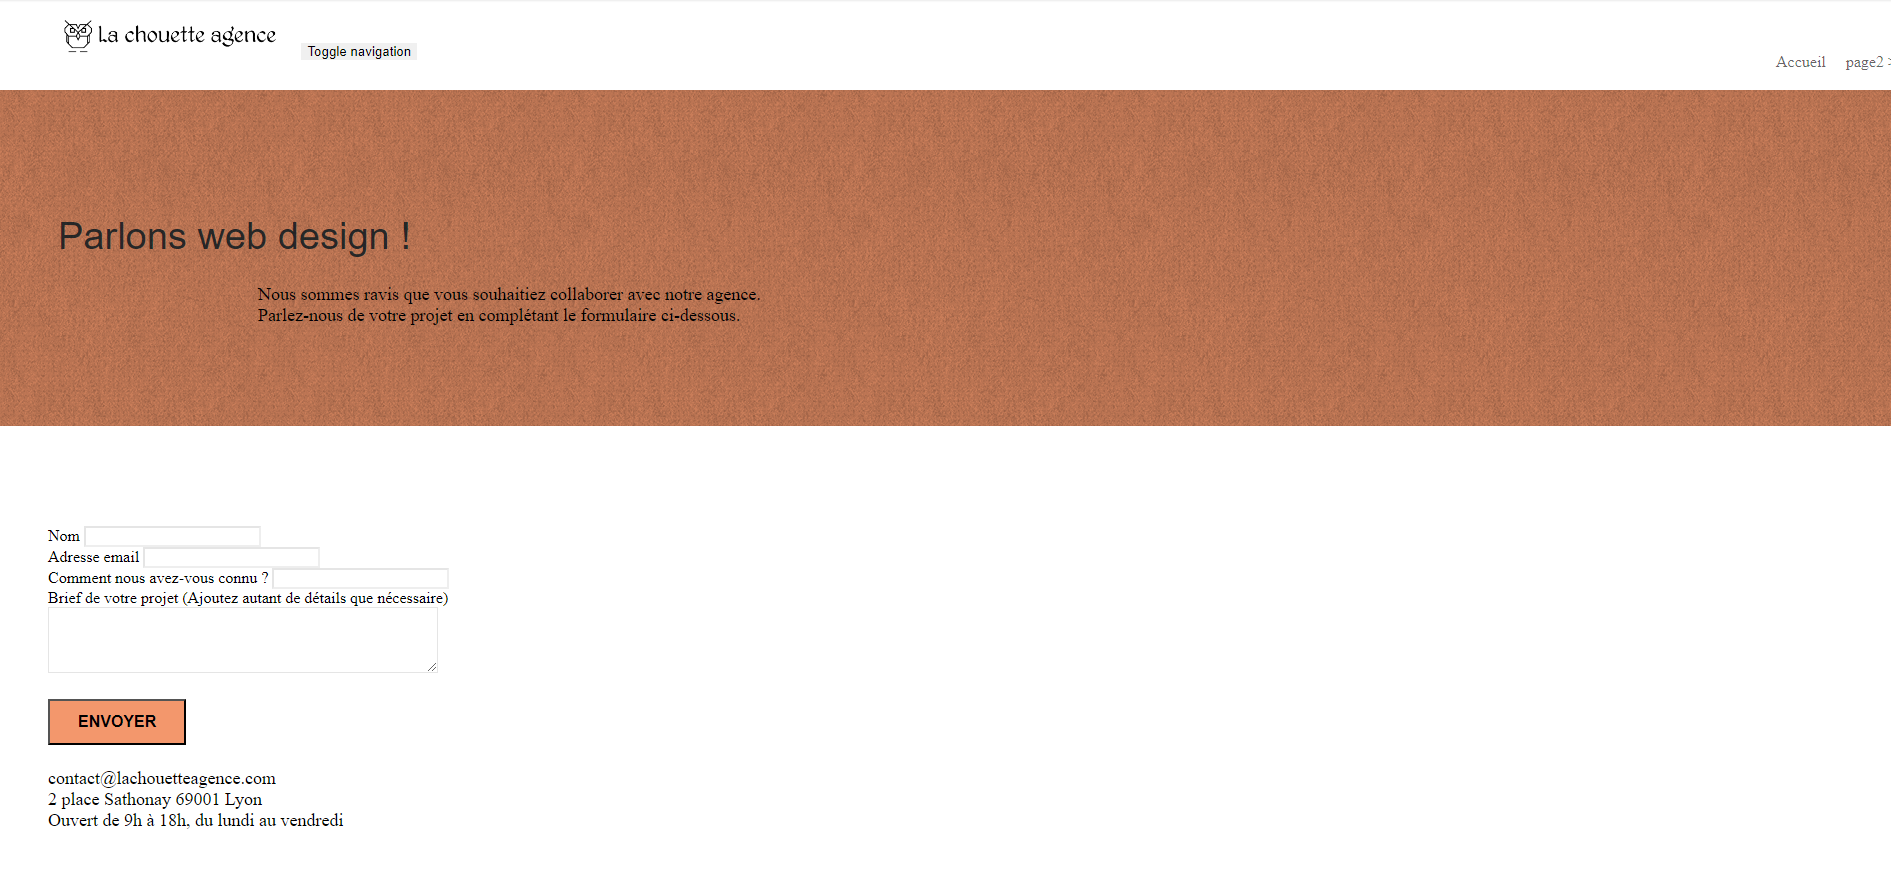 La chouette agence
Toggle navigation
Accueil page2 >
Parlons web design !
Nous sommes ravis que vous souhaitiez collaborer avec notre agence.
Parlez-nous de votre projet en complétant le formulaire ci-dessous.
Nom
Adresse email
Comment nous avez-vous connu ?
Brief de votre projet (Ajoutez autant de détails que nécessaire)
ENVOYER
contact@lachouetteagence.com
2 place Sathonay 69001 Lyon
Ouvert de 9h à 18h, du lundi au vendredi